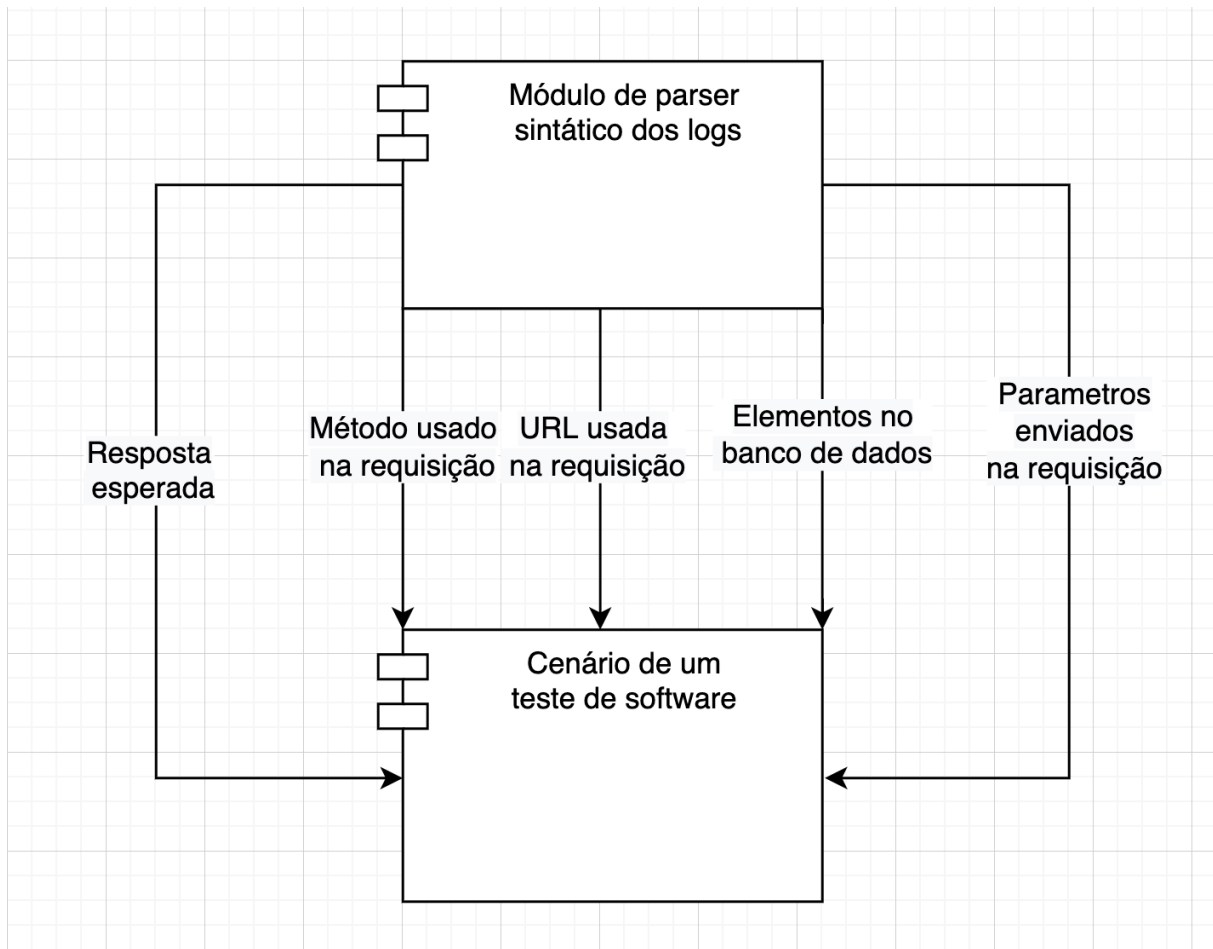 Módulo de parser
sintático dos logs
Resposta
esperada
Método usado
na requisição
URL usada
na requisição
Elementos no
banco de dados
Parametros
enviados
na requisição
Cenário de um
teste de software